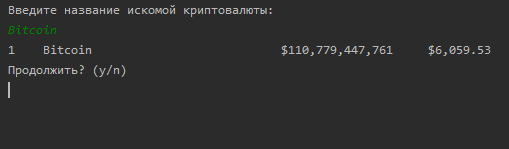 Введите название искомой криптовалюты:
Bitcoin
1 Bitcoin $110,779,447,761 $6,059.53
Продолжить? (y/n)